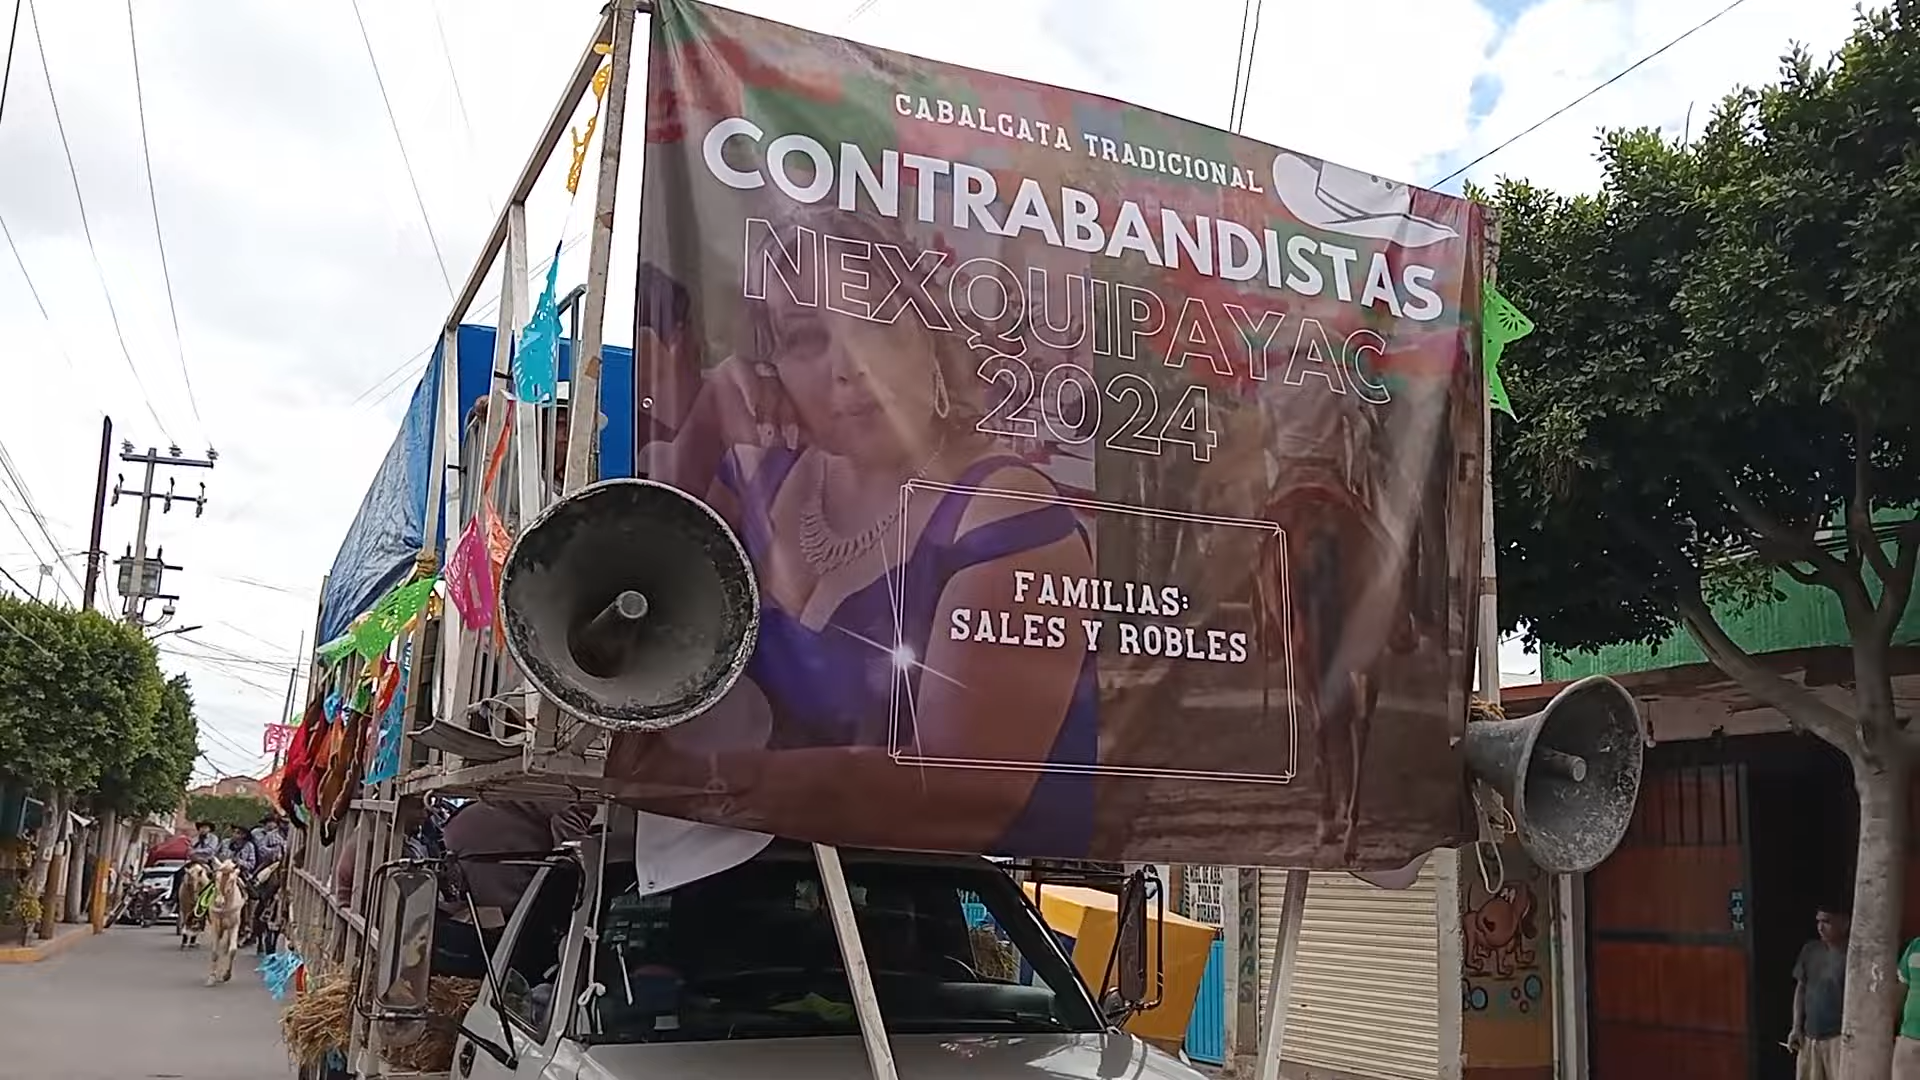 CABALGATA TRADICIONAL
CONTRABANDISTAS
NEXQUIPAYAC
2024
FAMILIAS:
SALES Y ROBLES